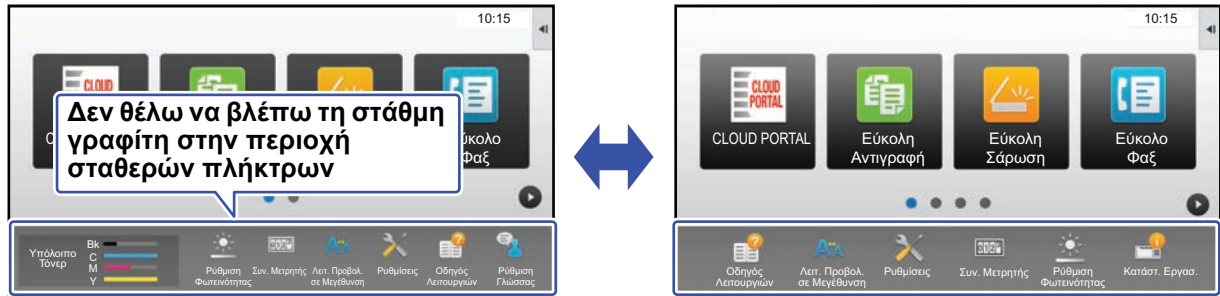 10:15
CLOUD
Δεν θέλω να βλέπω τη στάθμη
γραφίτη στην περιοχή
σταθερών πλήκτρων
ύκολο
Φαξ
Υπόλοιπο
Τόνερ
Bk
C
M
Y
Ρύθμιση
Φωτεινότητας
Συν. Μετρητής
Λειτ. Προβολ.
σε Μεγέθυνση
Ρυθμίσεις
Οδηγός
Λειτουργιών
Ρύθμιση
Γλώσσας
10:15
CLOUD
PORTAL
CLOUD PORTAL
Εύκολη
Αντιγραφή
Εύκολη
Σάρωση
Εύκολο
Φαξ
Οδηγός
Λειτουργιών
Λειτ. Προβολ.
σε Μεγέθυνση
Ρυθμίσεις
Συν. Μετρητής
Ρύθμιση
Φωτεινότητας
Κατάστ. Εργασ.